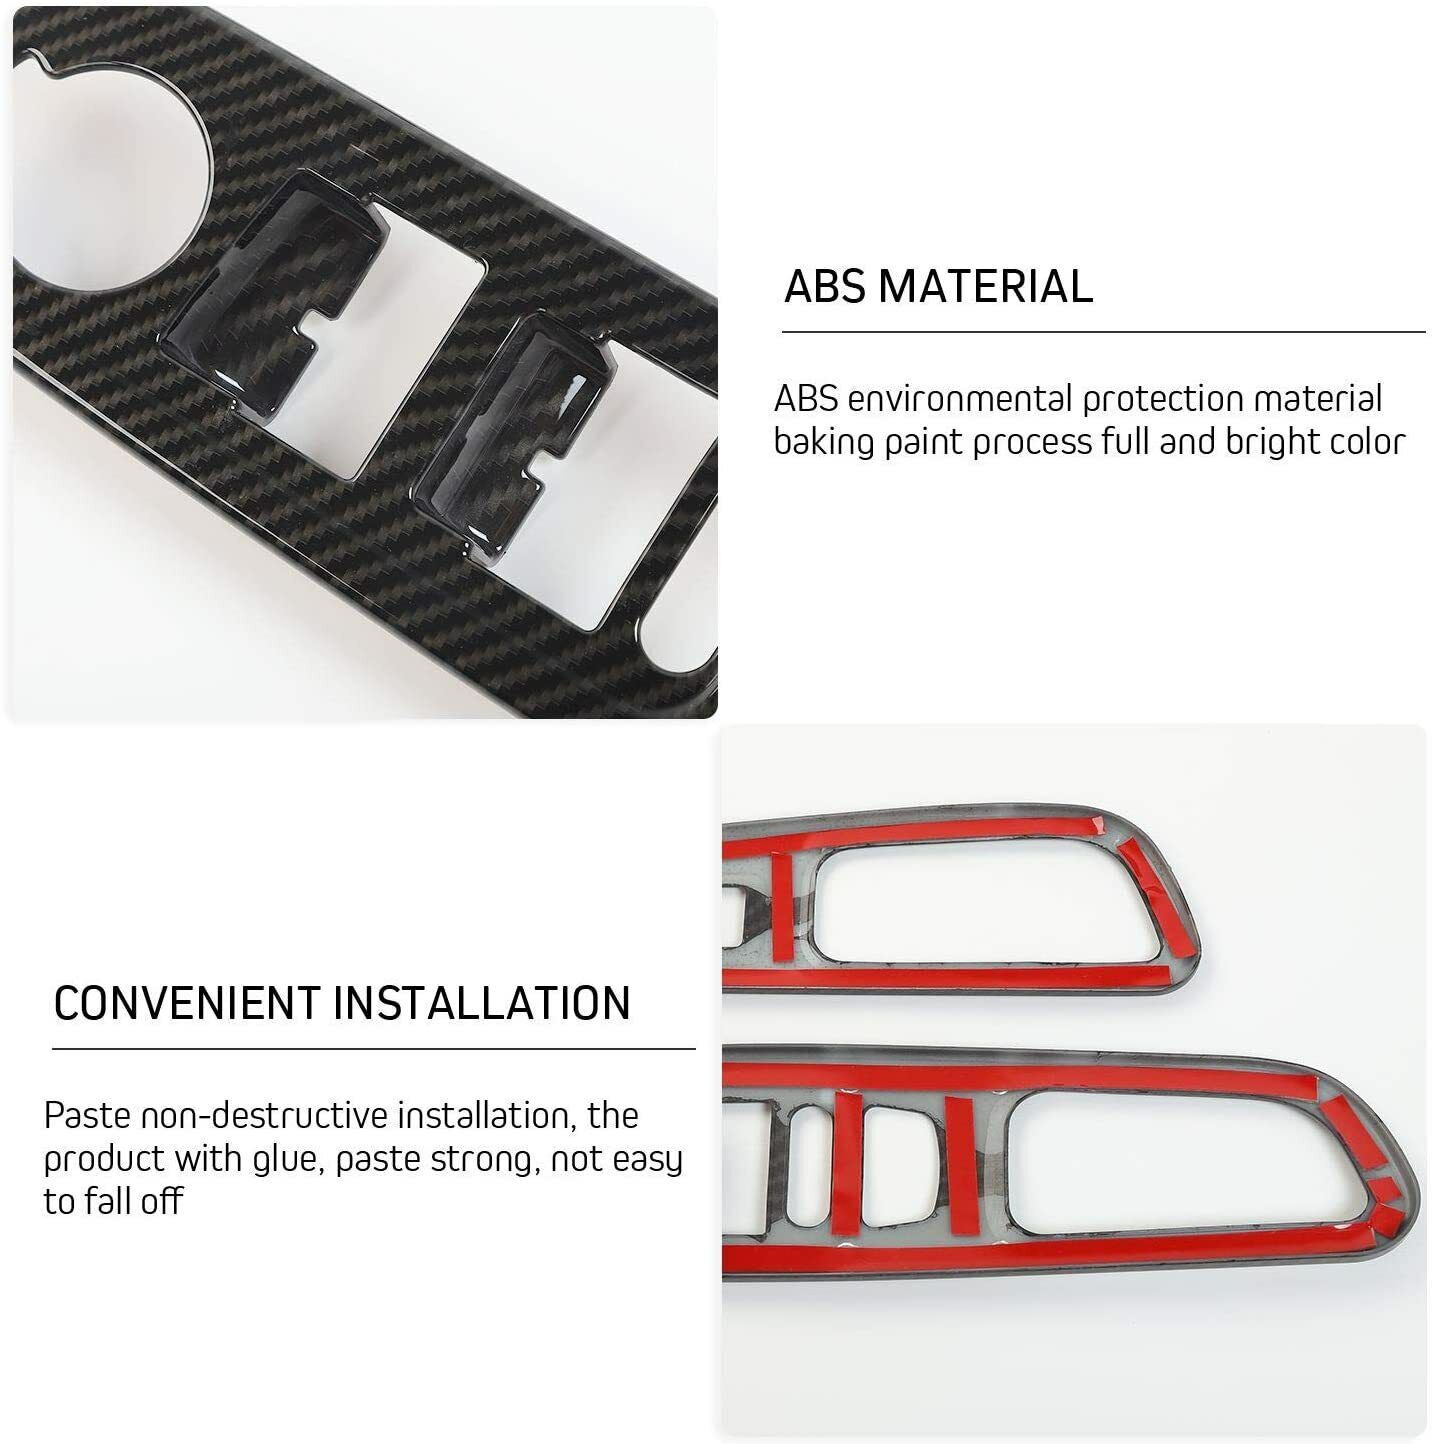 ABS MATERIAL
ABS environmental protection material
baking paint process full and bright color
CONVENIENT INSTALLATION
Paste non-destructive installation, the
product with glue, paste strong, not easy
to fall off